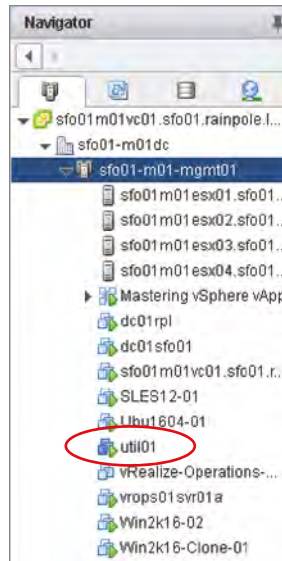 Navigator
sfo01m01vc01.sfo01.rainpole.l...
sfo01-m01dc
sfo01-m01-mgmt01
sfo01m01esx01.sfo01...
sfo01m01esx02.sfo01...
sfo01m01esx03.sfo01...
sfo01m01esx04.sfo01...
Mastering vSphere vApp
dc01rpl
dc01sfo01
sfo01m01vc01.sfo01.r...
SLES12-01
Ubu1604-01
util01
vRealize-Operations-...
vrops01svr01a
Win2k16-02
Win2k16-Clone-01